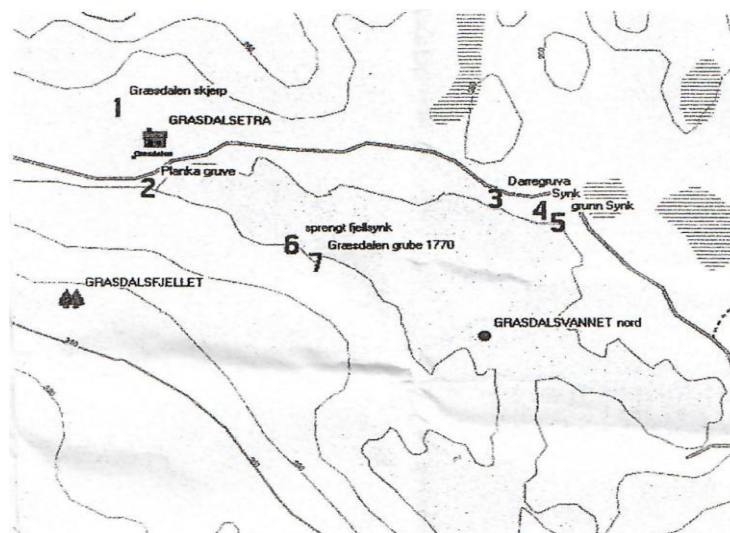 Græsdalen skjerp
1
GRASDALSETRA
Græsdalen
Planka gruve
2
Darregruva
3
Synk
4
grunn Synk
5
sprengt fjellsynk
6
Græsdalen grube 1770
7
GRASDALSFJELLET
GRASDALSVANNET nord